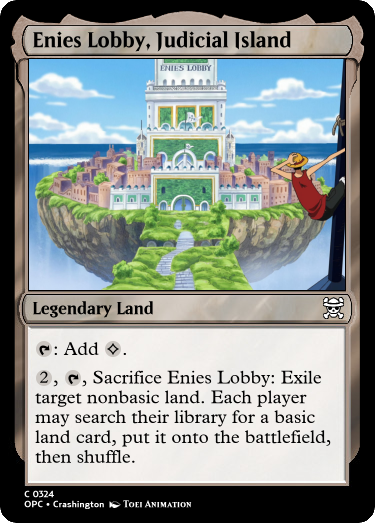 Enies Lobby, Judicial Island
ENIES LOBBY
Legendary Land
: Add .
2, , Sacrifice Enies Lobby: Exile
target nonbasic land. Each player
may search their library for a basic
land card, put it onto the battlefield,
then shuffle.
C 0324
OPC • Crashington TOEI ANIMATION